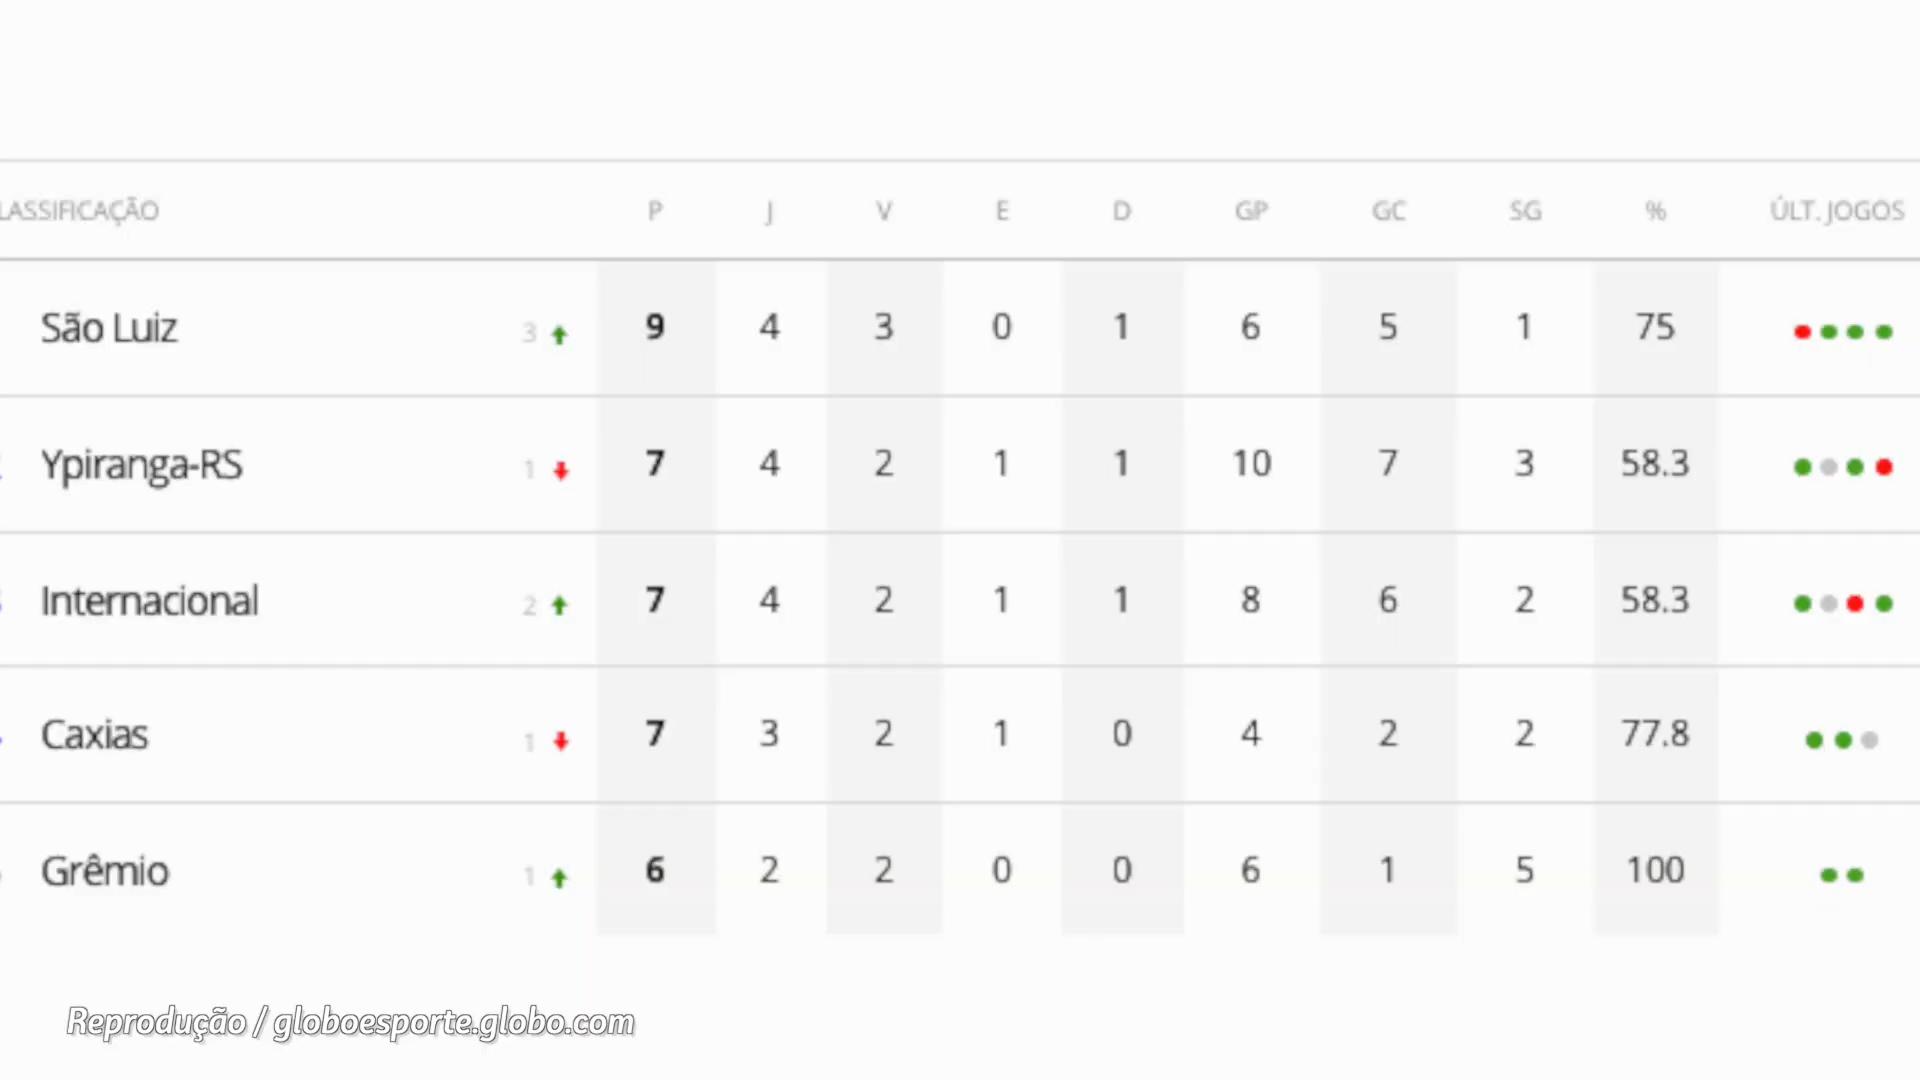 LASSIFICAÇÃO P J V E D GP GC SG % ÚLT. JOGOS
São Luiz 3 9 4 3 0 1 6 5 1 75
Ypiranga-RS 1 7 4 2 1 1 10 7 3 58.3
Internacional 2 7 4 2 1 1 8 6 2 58.3
Caxias 1 7 3 2 1 0 4 2 2 77.8
Grêmio 1 6 2 2 0 0 6 1 5 100
Reprodução / globoesporte.globo.com